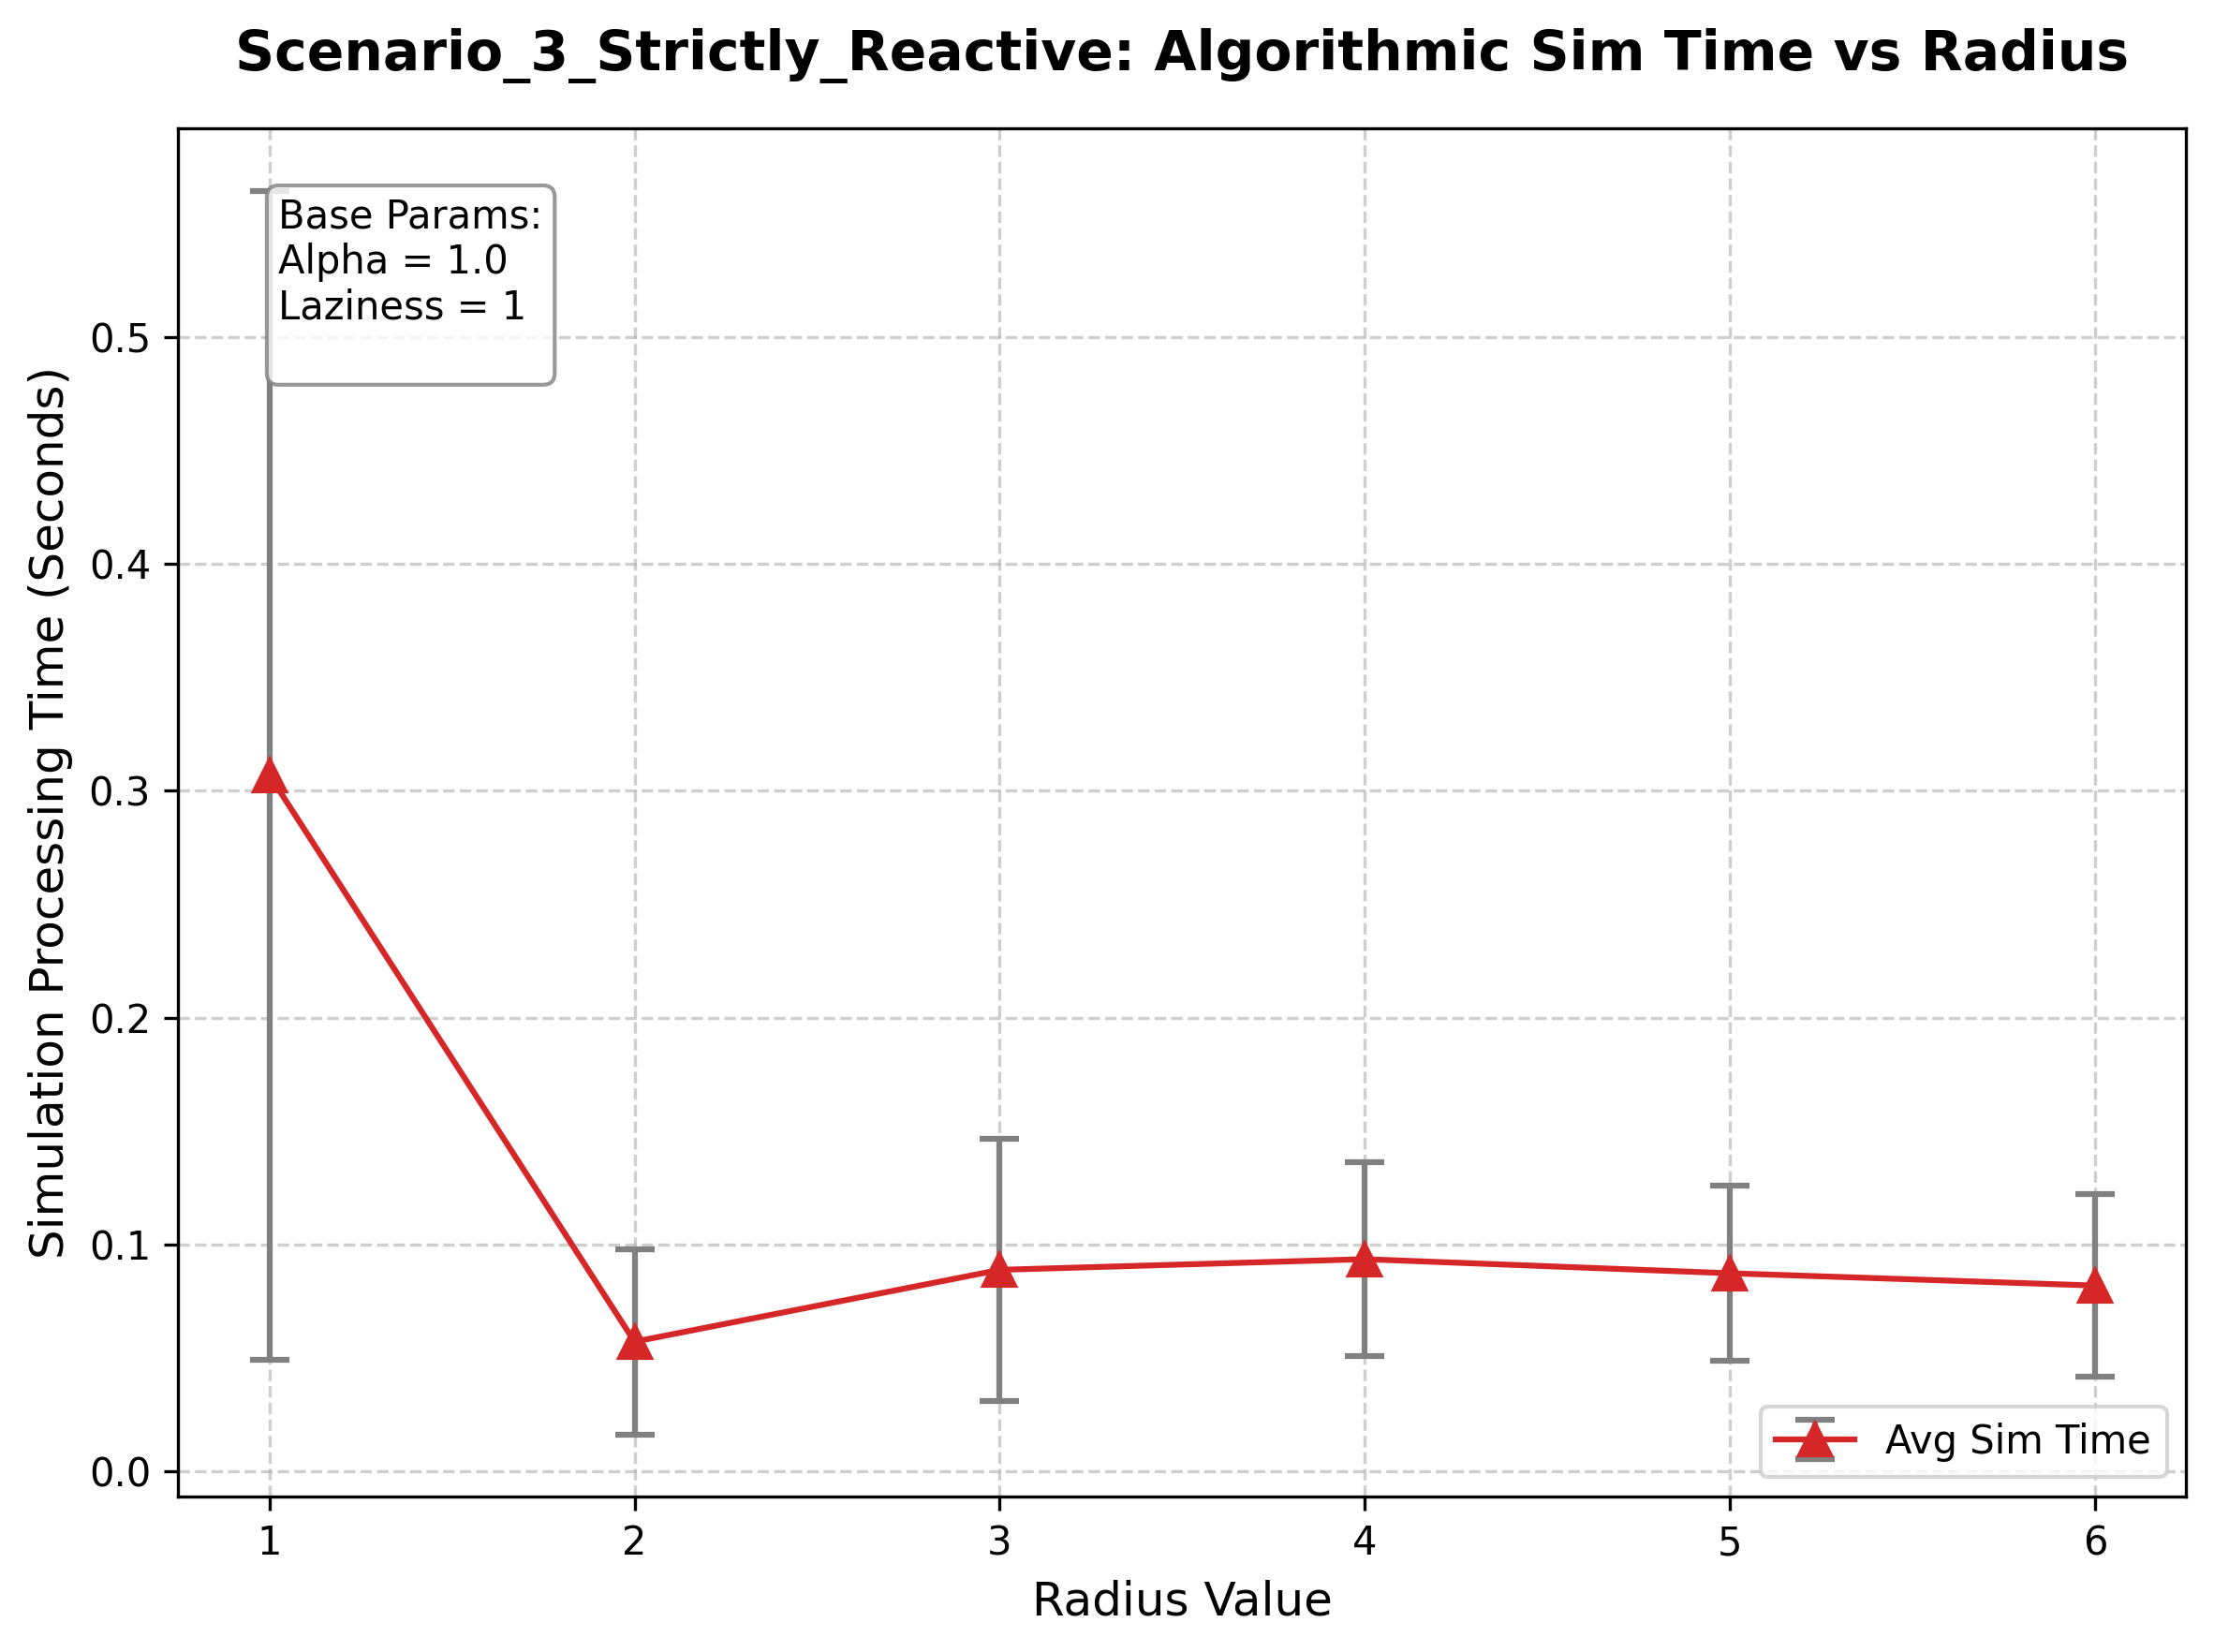 Scenario_3_Strictly_Reactive: Algorithmic Sim Time vs Radius
Base Params:
Alpha = 1.0
Laziness = 1
Simulation Processing Time (Seconds)
0.5
0.4
0.3
0.2
0.1
0.0
Avg Sim Time
1 2 3 4 5 6
Radius Value